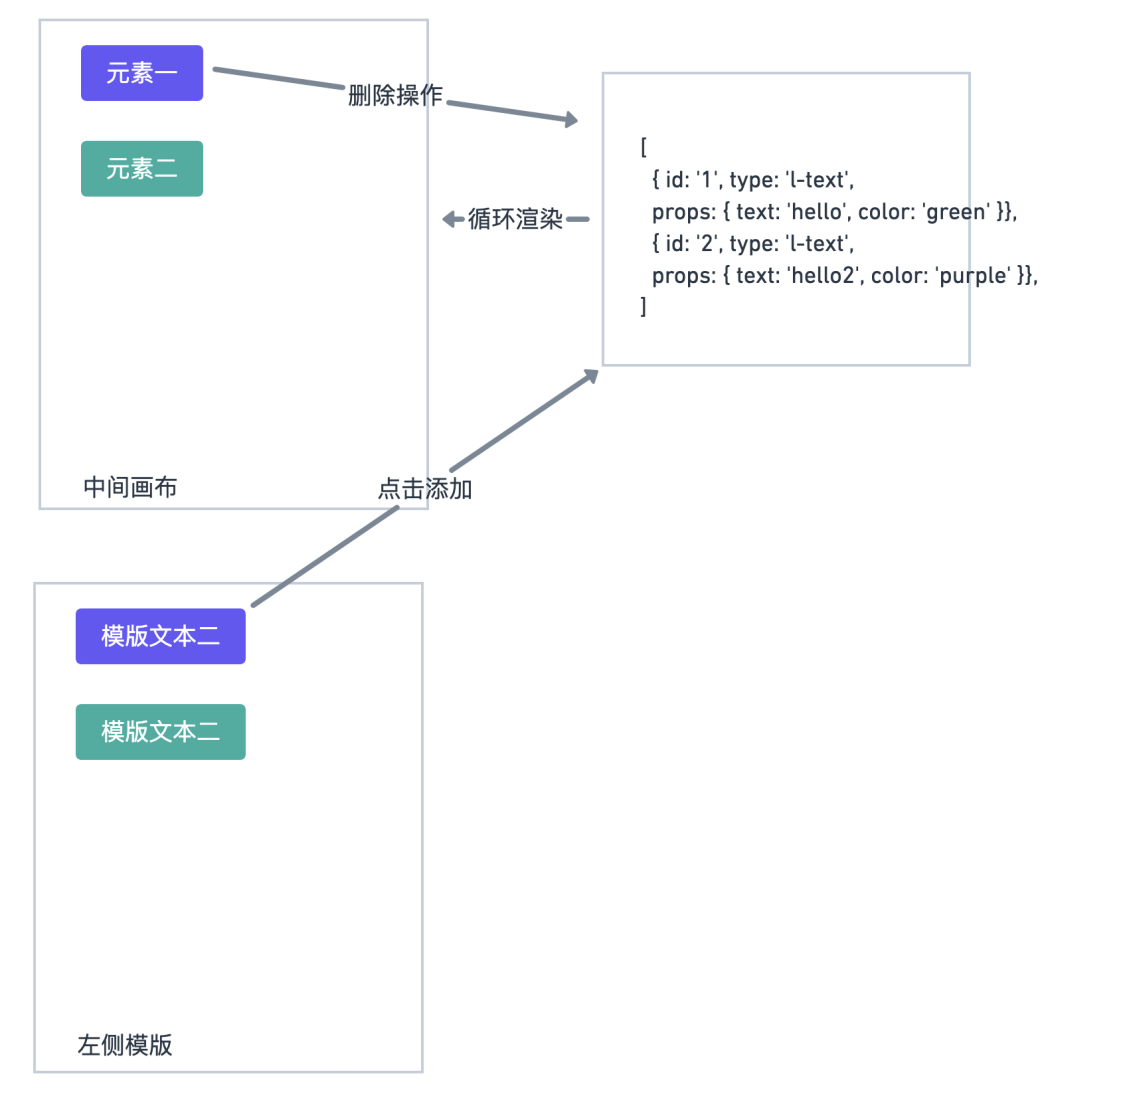 元素一
删除操作
元素二
循环渲染
[
{ id: '1', type: 'l-text',
props: { text: 'hello', color: 'green' }},
{ id: '2', type: 'l-text',
props: { text: 'hello2', color: 'purple' }},
]
中间画布
点击添加
模版文本二
模版文本二
左侧模版